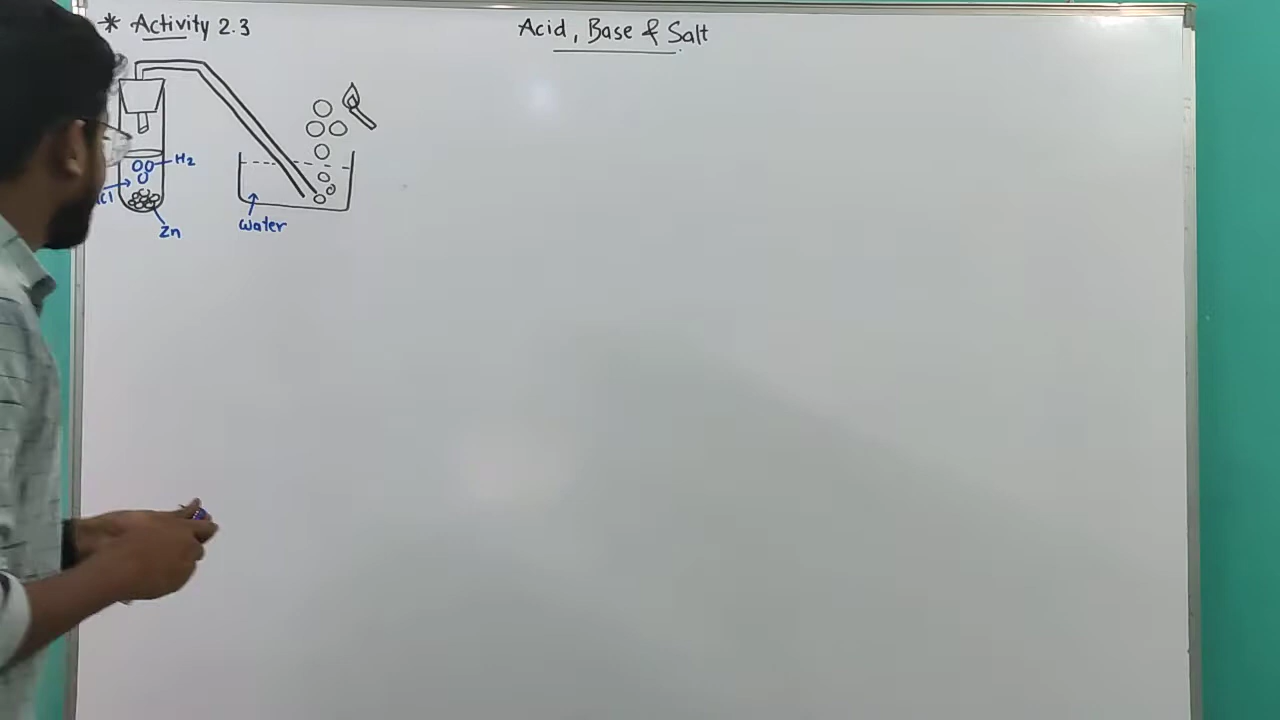 * Activity 2.3
Acid, Base & Salt
H2
Zn
water